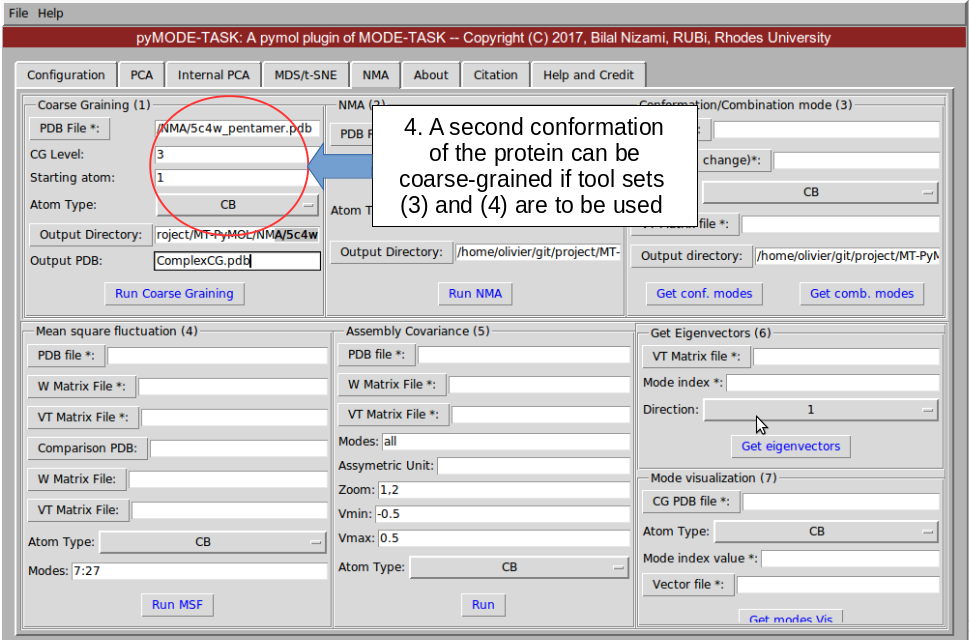 File Help
pyMODE-TASK: A pymol plugin of MODE-TASK -- Copyright (C) 2017, Bilal Nizami, RUBi, Rhodes University
Configuration PCA Internal PCA MDS/t-SNE NMA About Citation Help and Credit
Coarse Graining (1)
PDB File *: /NMA/5c4w_pentamer.pdb
CG Level: 3
Starting atom: 1
Atom Type: CB
Output Directory: roject/MT-PyMOL/NMA/5c4w
Output PDB: ComplexCG.pdb
Run Coarse Graining
NMA (2)
PDB F
Atom T
Output Directory: /home/olivier/git/project/MT-
Run NMA
4. A second conformation
of the protein can be
coarse-grained if tool sets
(3) and (4) are to be used
Conformation/Combination mode (3)
change)*:
CB
file *:
Output directory: /home/olivier/git/project/MT-PyM
Get conf. modes Get comb. modes
Mean square fluctuation (4)
PDB file *:
W Matrix File *:
VT Matrix File *:
Comparison PDB:
W Matrix File:
VT Matrix File:
Atom Type: CB
Modes: 7:27
Run MSF
Assembly Covariance (5)
PDB file *:
W Matrix File *:
VT Matrix File *:
Modes: all
Assymetric Unit:
Zoom: 1,2
Vmin: -0.5
Vmax: 0.5
Atom Type: CB
Run
Get Eigenvectors (6)
VT Matrix file *:
Mode index *:
Direction: 1
Get eigenvectors
Mode visualization (7)
CG PDB file *:
Atom Type: CB
Mode index value *:
Vector file *:
Get modes Vis